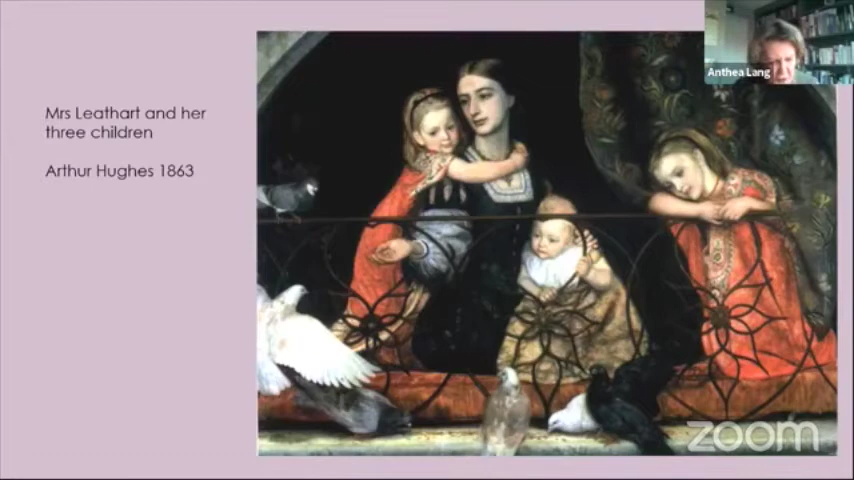 Anthea Lang
Mrs Leathart and her
three children
Arthur Hughes 1863
zoom